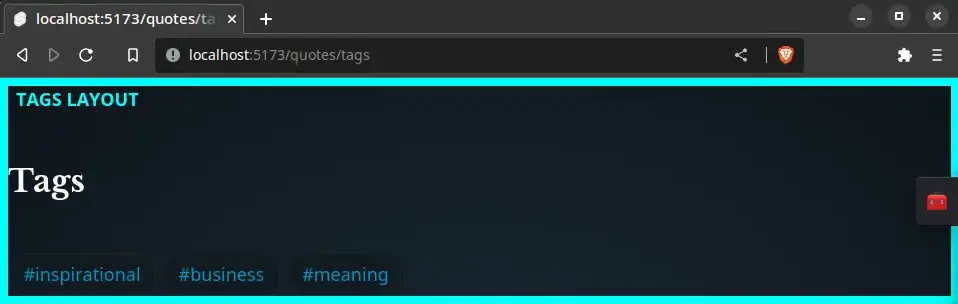 localhost:5173/quotes/ta
localhost:5173/quotes/tags
TAGS LAYOUT
Tags
#inspirational #business #meaning